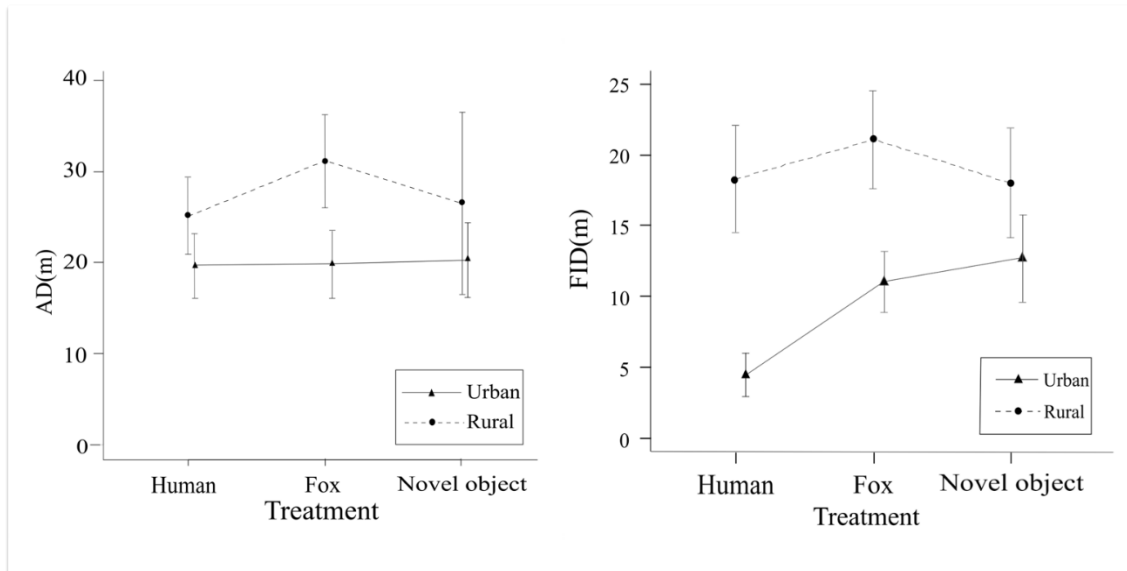 40
30
20
10
0
AD(m)
Human
Fox
Novel object
Treatment
Urban
Rural
25
20
15
10
5
0
FID(m)
Human
Fox
Novel object
Treatment
Urban
Rural